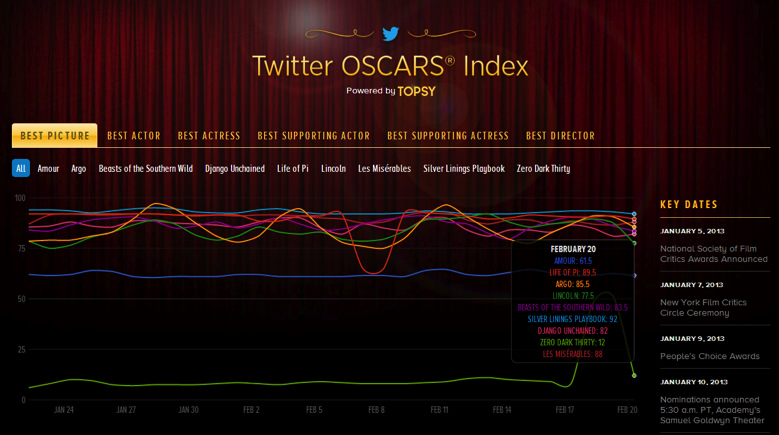 Twitter OSCARS® Index
Powered by TOPSY
BEST PICTURE BEST ACTOR BEST ACTRESS BEST SUPPORTING ACTOR BEST SUPPORTING ACTRESS BEST DIRECTOR
All Amour Argo Beasts of the Southern Wild Django Unchained Life of Pi Lincoln Les Misérables Silver Linings Playbook Zero Dark Thirty
100
75
50
25
0
JAN 24 JAN 27 JAN 30 FEB 2 FEB 5 FEB 8 FEB 11 FEB 14 FEB 17 FEB 20
FEBRUARY 20
AMOUR: 61.5
LIFE OF PI: 89.5
ARGO: 85.5
LINCOLN: 77.5
BEASTS OF THE SOUTHERN WILD: 83.5
SILVER LININGS PLAYBOOK: 92
DJANGO UNCHAINED: 82
ZERO DARK THIRTY: 12
LES MISÉRABLES: 88
KEY DATES
JANUARY 5, 2013
National Society of Film
Critics Awards Announced
JANUARY 7, 2013
New York Film Critics
Circle Ceremony
JANUARY 9, 2013
People's Choice Awards
JANUARY 10, 2013
Nominations announced
5:30 a.m. PT, Academy's
Samuel Goldwyn Theater